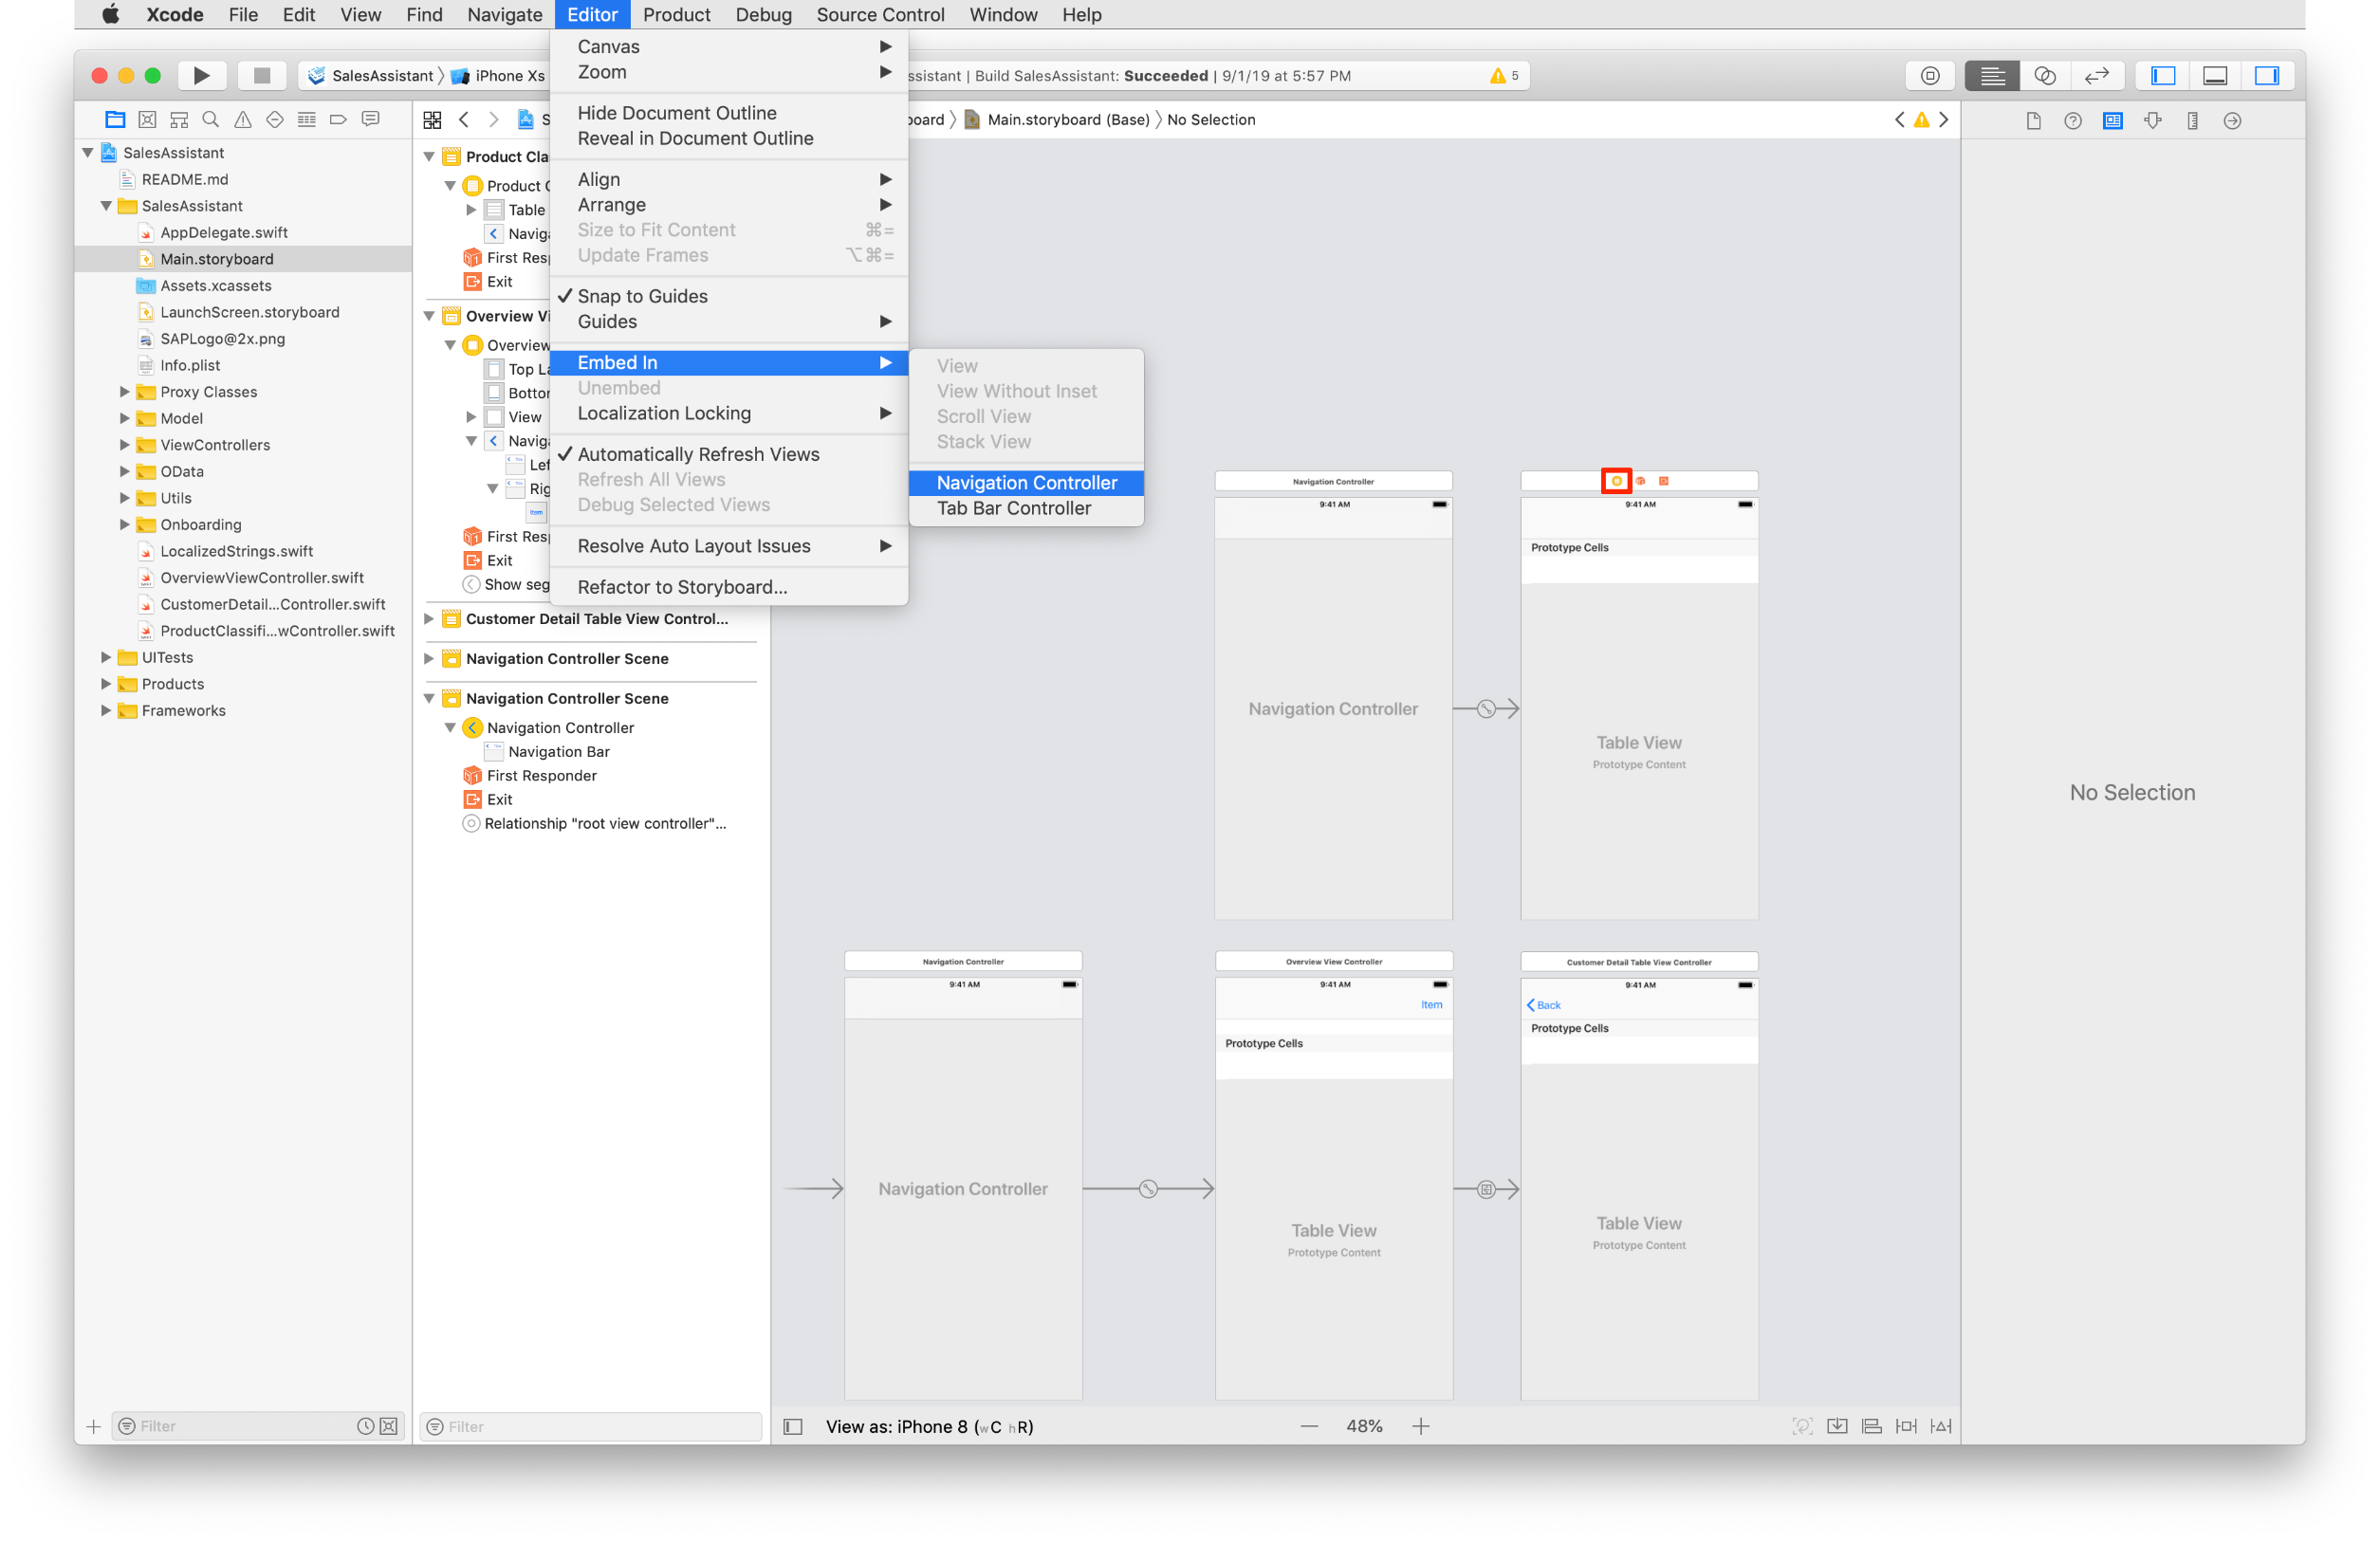 Xcode File Edit View Find Navigate Editor Product Debug Source Control Window Help
SalesAssistant iPhone Xs
ssistant | Build SalesAssistant: Succeeded | 9/1/19 at 5:57 PM
5
S
oard Main.storyboard (Base) No Selection
SalesAssistant
README.md
SalesAssistant
AppDelegate.swift
Main.storyboard
Assets.xcassets
LaunchScreen.storyboard
SAPLogo@2x.png
Info.plist
Proxy Classes
Model
ViewControllers
OData
Utils
Onboarding
LocalizedStrings.swift
OverviewViewController.swift
CustomerDetail...Controller.swift
ProductClassifi...wController.swift
UITests
Products
Frameworks
Filter
Product Cla
Product C
Table
Naviga
First Resp
Exit
Overview Vi
Overview
Top La
Bottor
View
Naviga
Lef
Rig
Item
First Resp
Exit
Show seg
Customer Detail Table View Control...
Navigation Controller Scene
Navigation Controller Scene
Navigation Controller
Navigation Bar
First Responder
Exit
Relationship "root view controller"...
Filter
Canvas
Zoom
Hide Document Outline
Reveal in Document Outline
Align
Arrange
Size to Fit Content ⌘=
Update Frames ⌥⌘=
✓ Snap to Guides
Guides
Embed In
Unembed
Localization Locking
✓ Automatically Refresh Views
Refresh All Views
Debug Selected Views
Resolve Auto Layout Issues
Refactor to Storyboard...
View
View Without Inset
Scroll View
Stack View
Navigation Controller
Tab Bar Controller
Navigation Controller
9:41 AM
Navigation Controller
9:41 AM
Prototype Cells
Table View
Prototype Content
Navigation Controller
9:41 AM
Navigation Controller
Overview View Controller
9:41 AM
Item
Prototype Cells
Table View
Prototype Content
Customer Detail Table View Controller
9:41 AM
Back
Prototype Cells
Table View
Prototype Content
View as: iPhone 8 (wC hR)
48%
No Selection